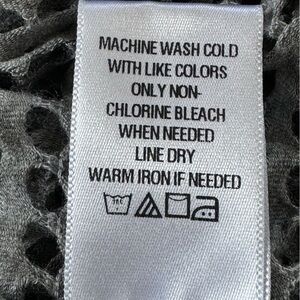 MACHINE WASH COLD
WITH LIKE COLORS
ONLY NON-
CHLORINE BLEACH
WHEN NEEDED
LINE DRY
WARM IRON IF NEEDED